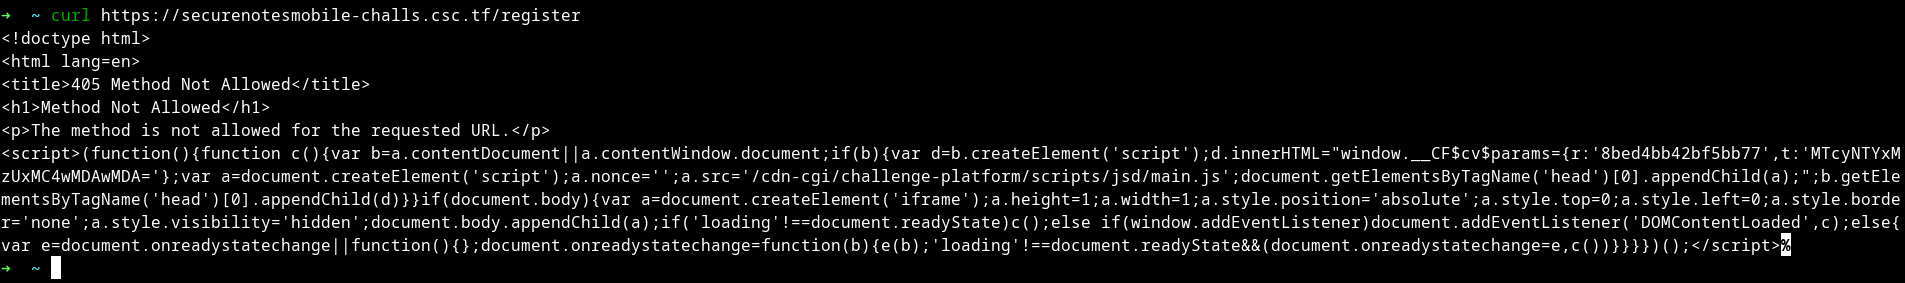 ➜  ~ curl https://securenotesmobile-challs.csc.tf/register
<!doctype html>
<html lang=en>
<title>405 Method Not Allowed</title>
<h1>Method Not Allowed</h1>
<p>The method is not allowed for the requested URL.</p>
<script>(function(){function c(){var b=a.contentDocument||a.contentWindow.document;if(b){var d=b.createElement('script');d.innerHTML="window.__CF$cv$params={r:'8bed4bb42bf5bb77',t:'MTcyNTYxM
zUxMC4wMDAwMDA='};var a=document.createElement('script');a.nonce='';a.src='/cdn-cgi/challenge-platform/scripts/jsd/main.js';document.getElementsByTagName('head')[0].appendChild(a);";b.getEle
mentsByTagName('head')[0].appendChild(d)}}if(document.body){var a=document.createElement('iframe');a.height=1;a.width=1;a.style.position='absolute';a.style.top=0;a.style.left=0;a.style.borde
r='none';a.style.visibility='hidden';document.body.appendChild(a);if('loading'!==document.readyState)c();else if(window.addEventListener)document.addEventListener('DOMContentLoaded',c);else{
var e=document.onreadystatechange||function(){};document.onreadystatechange=function(b){e(b);'loading'!==document.readyState&&(document.onreadystatechange=e,c())}}}})();</script>%
➜  ~